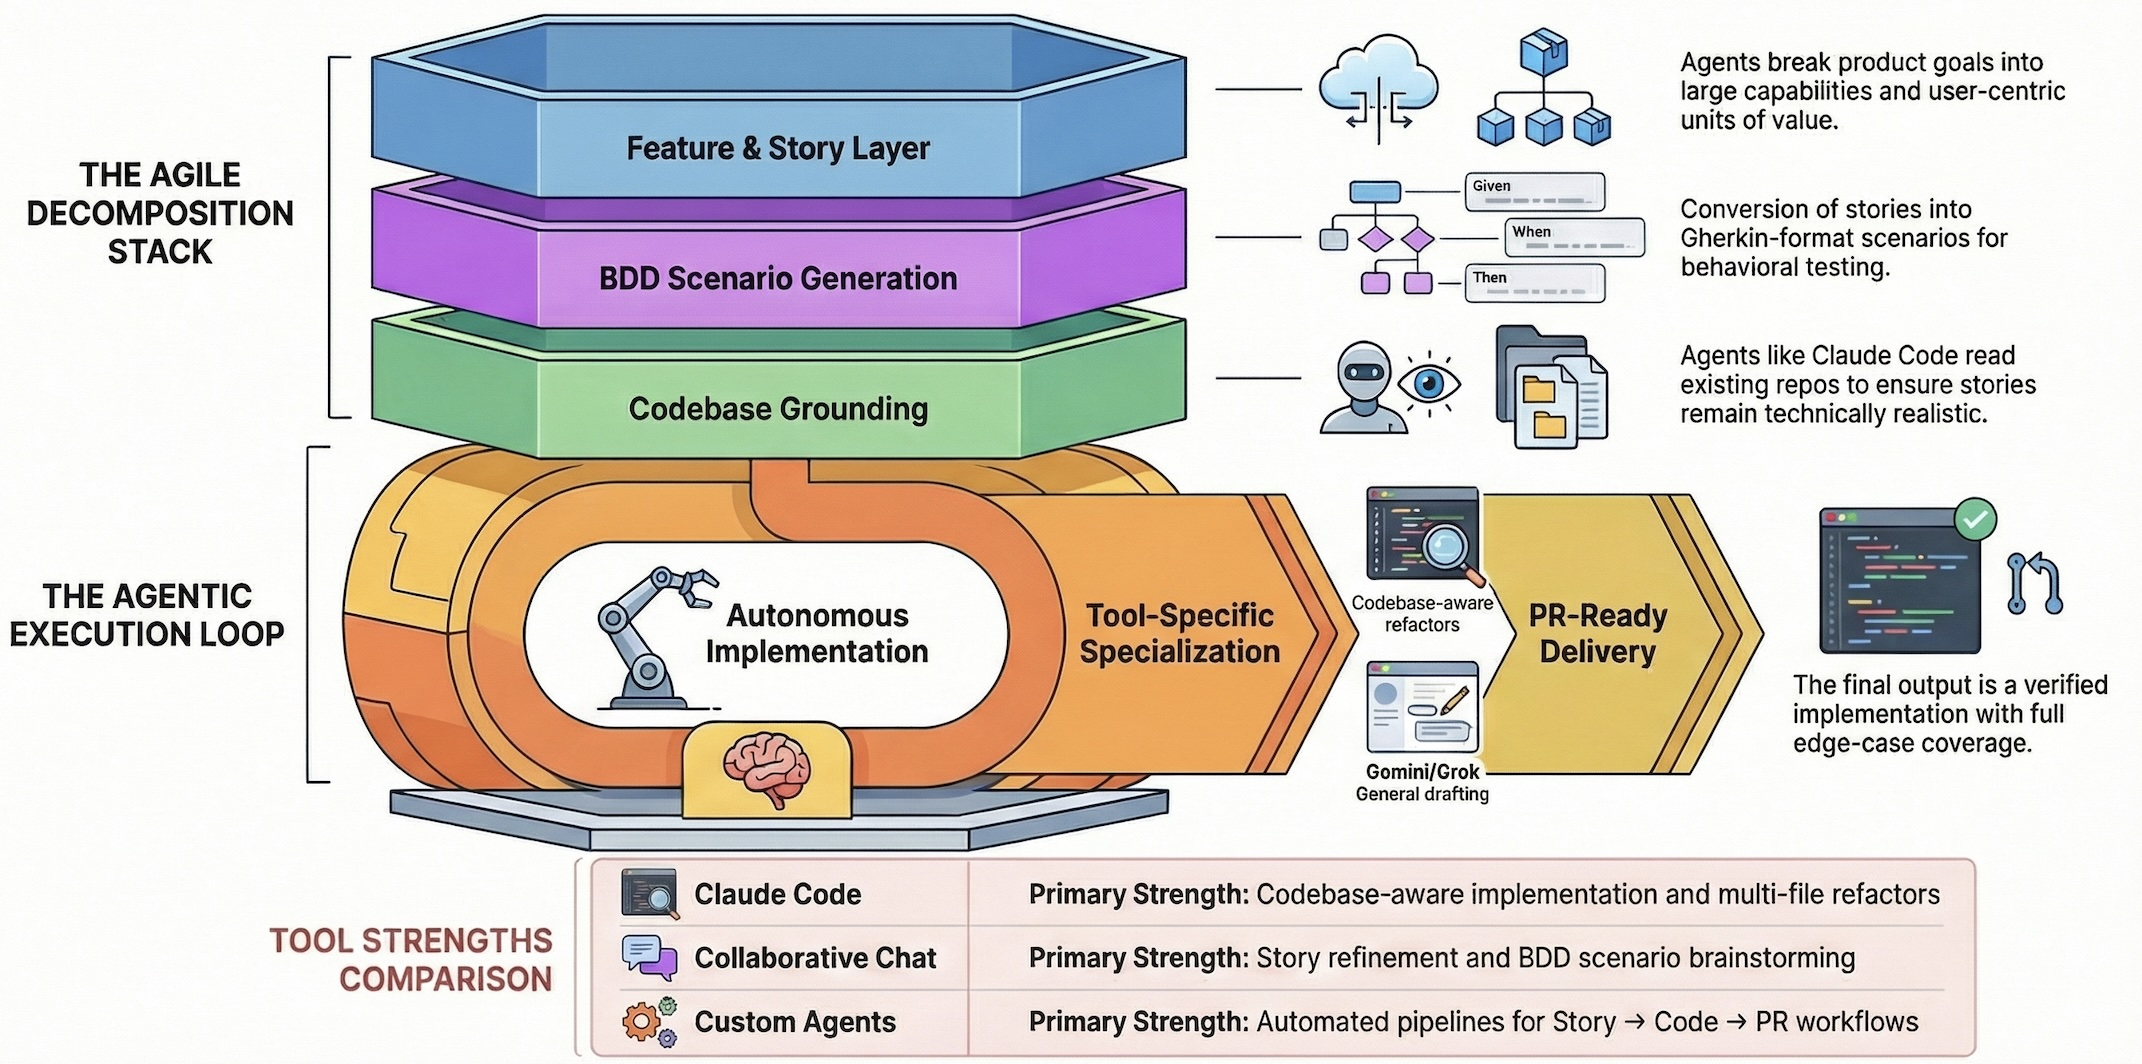 THE AGILE
DECOMPOSITION
STACK
Feature & Story Layer
Agents break product goals into
large capabilities and user-centric
units of value.
BDD Scenario Generation
Given
When
Then
Conversion of stories into
Gherkin-format scenarios for
behavioral testing.
Codebase Grounding
Agents like Claude Code read
existing repos to ensure stories
remain technically realistic.
THE AGENTIC
EXECUTION LOOP
Autonomous
Implementation
Tool-Specific
Specialization
Codebase-aware
refactors
Gomini/Grok
General drafting
PR-Ready
Delivery
The final output is a verified
implementation with full
edge-case coverage.
TOOL STRENGTHS
COMPARISON
Claude Code
Primary Strength: Codebase-aware implementation and multi-file refactors
Collaborative Chat
Primary Strength: Story refinement and BDD scenario brainstorming
Custom Agents
Primary Strength: Automated pipelines for Story → Code → PR workflows